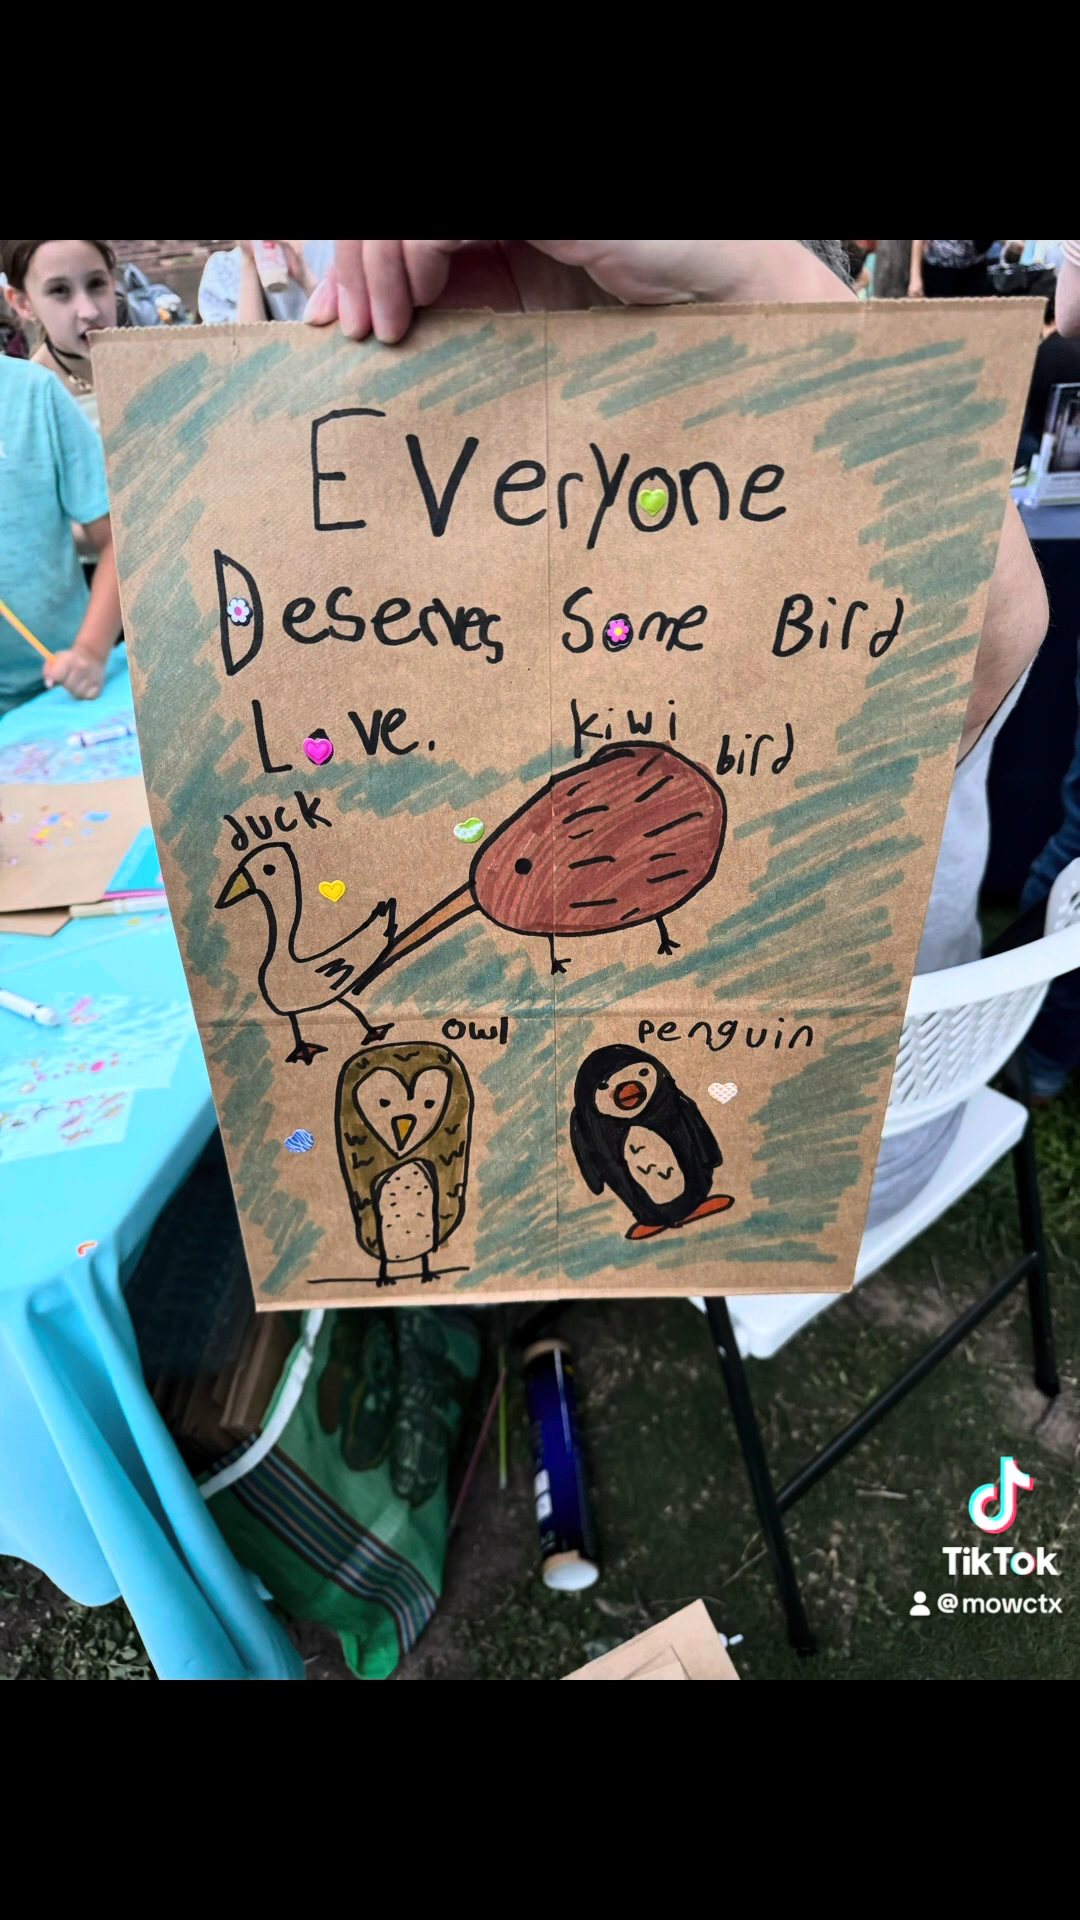 EVeryone
Deserves Some Bird
Love.
kiwi
bird
duck
owl
penguin
TikTok
@mowctx